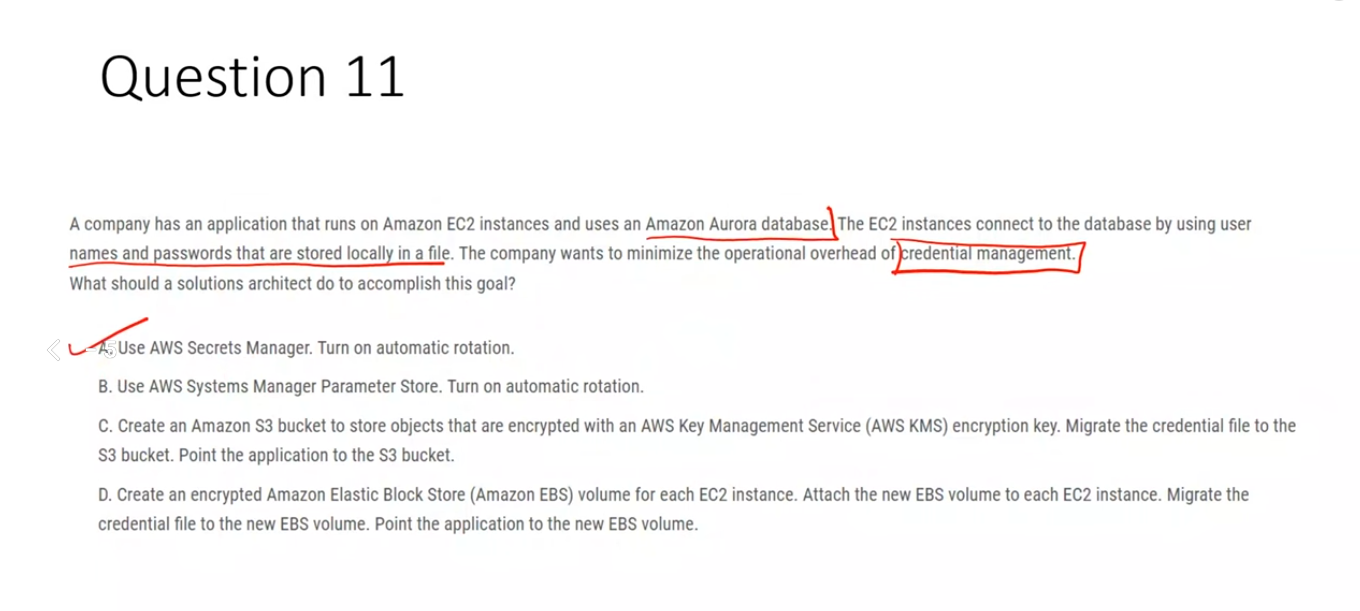 Question 11
A company has an application that runs on Amazon EC2 instances and uses an Amazon Aurora database. The EC2 instances connect to the database by using user
names and passwords that are stored locally in a file. The company wants to minimize the operational overhead of credential management.
What should a solutions architect do to accomplish this goal?
A. Use AWS Secrets Manager. Turn on automatic rotation.
B. Use AWS Systems Manager Parameter Store. Turn on automatic rotation.
C. Create an Amazon S3 bucket to store objects that are encrypted with an AWS Key Management Service (AWS KMS) encryption key. Migrate the credential file to the
S3 bucket. Point the application to the S3 bucket.
D. Create an encrypted Amazon Elastic Block Store (Amazon EBS) volume for each EC2 instance. Attach the new EBS volume to each EC2 instance. Migrate the
credential file to the new EBS volume. Point the application to the new EBS volume.